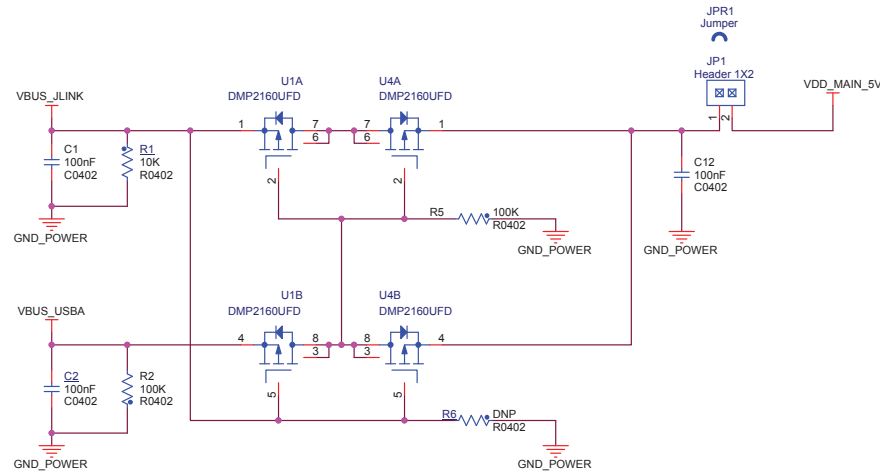 JPR1
Jumper
JP1
Header 1X2
VDD_MAIN_5V
1
2
U1A
DMP2160UFD
U4A
DMP2160UFD
VBUS_JLINK
1
7
6
7
6
1
2
2
C1
100nF
C0402
R1
10K
R0402
C12
100nF
C0402
R5
100K
R0402
GND_POWER
GND_POWER
GND_POWER
U1B
DMP2160UFD
U4B
DMP2160UFD
VBUS_USBA
4
8
3
8
3
4
5
5
C2
100nF
C0402
R2
100K
R0402
R6
DNP
R0402
GND_POWER
GND_POWER